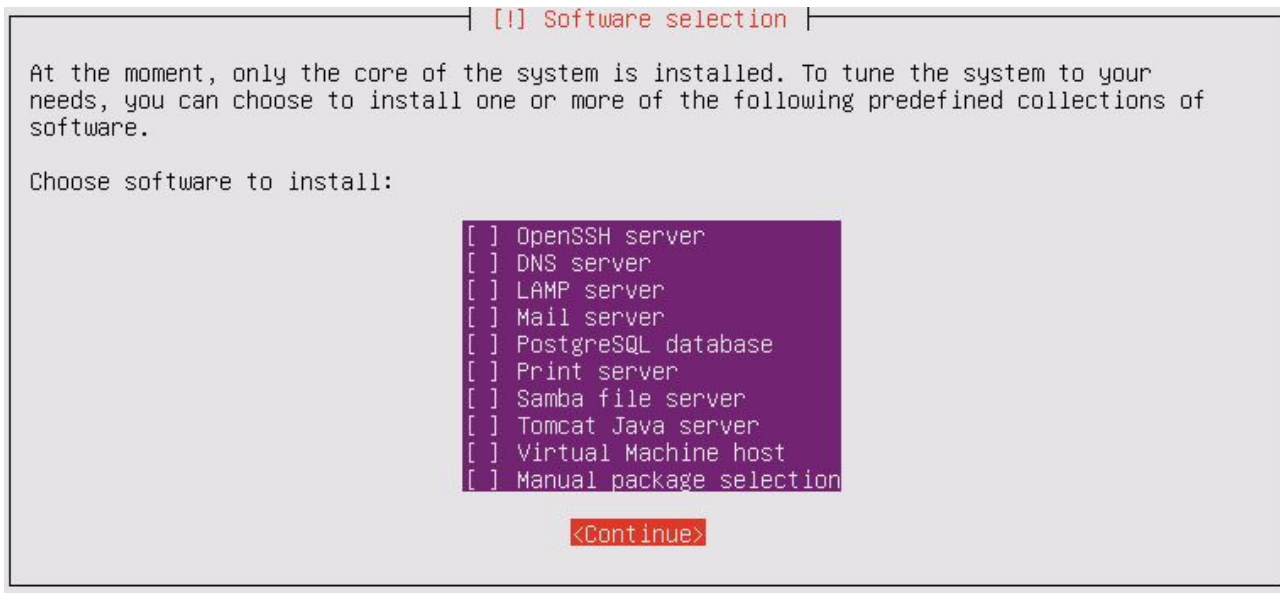 [!] Software selection
At the moment, only the core of the system is installed. To tune the system to your
needs, you can choose to install one or more of the following predefined collections of
software.
Choose software to install:
[ ] OpenSSH server
[ ] DNS server
[ ] LAMP server
[ ] Mail server
[ ] PostgreSQL database
[ ] Print server
[ ] Samba file server
[ ] Tomcat Java server
[ ] Virtual Machine host
[ ] Manual package selection
<Continue>